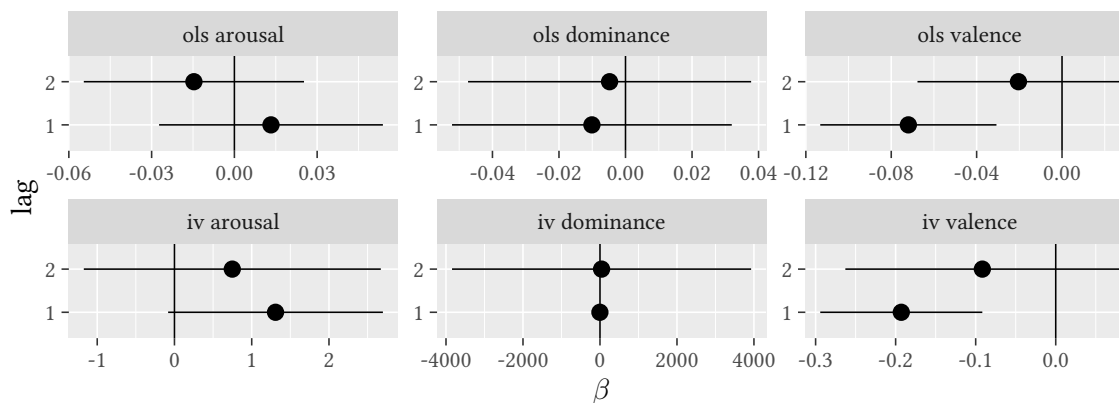 ols arousal
ols dominance
ols valence
2
1
-0.06 -0.03 0.00 0.03
2
1
-0.04 -0.02 0.00 0.02 0.04
2
1
-0.12 -0.08 -0.04 0.00
lag
iv arousal
iv dominance
iv valence
2
1
-1 0 1 2
2
1
-4000 -2000 0 2000 4000
2
1
-0.3 -0.2 -0.1 0.0
β